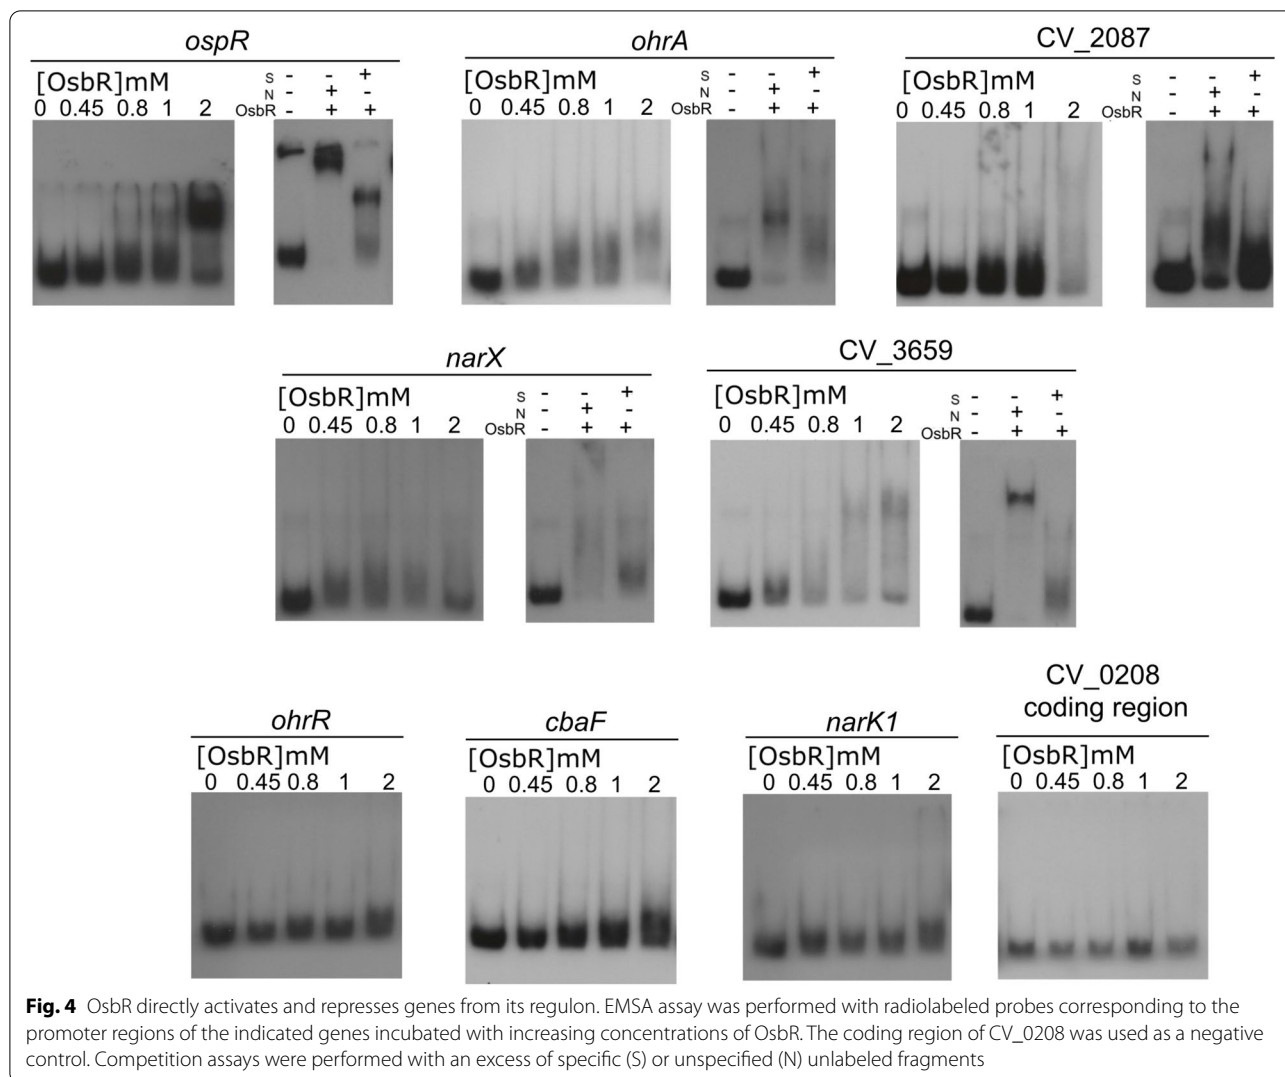 ospR
[OsbR]mM
0 0.45 0.8 1 2
S - - +
N - + -
OsbR - + +
ohrA
[OsbR]mM
0 0.45 0.8 1 2
S - - +
N - + -
OsbR - + +
CV_2087
[OsbR]mM
0 0.45 0.8 1 2
S - - +
N - + -
OsbR - + +
narX
[OsbR]mM
0 0.45 0.8 1 2
S - - +
N - + -
OsbR - + +
CV_3659
[OsbR]mM
0 0.45 0.8 1 2
S - - +
N - + -
OsbR - + +
ohrR
[OsbR]mM
0 0.45 0.8 1 2
cbaF
[OsbR]mM
0 0.45 0.8 1 2
narK1
[OsbR]mM
0 0.45 0.8 1 2
CV_0208
coding region
[OsbR]mM
0 0.45 0.8 1 2
Fig. 4 OsbR directly activates and represses genes from its regulon. EMSA assay was performed with radiolabeled probes corresponding to the
promoter regions of the indicated genes incubated with increasing concentrations of OsbR. The coding region of CV_0208 was used as a negative
control. Competition assays were performed with an excess of specific (S) or unspecified (N) unlabeled fragments